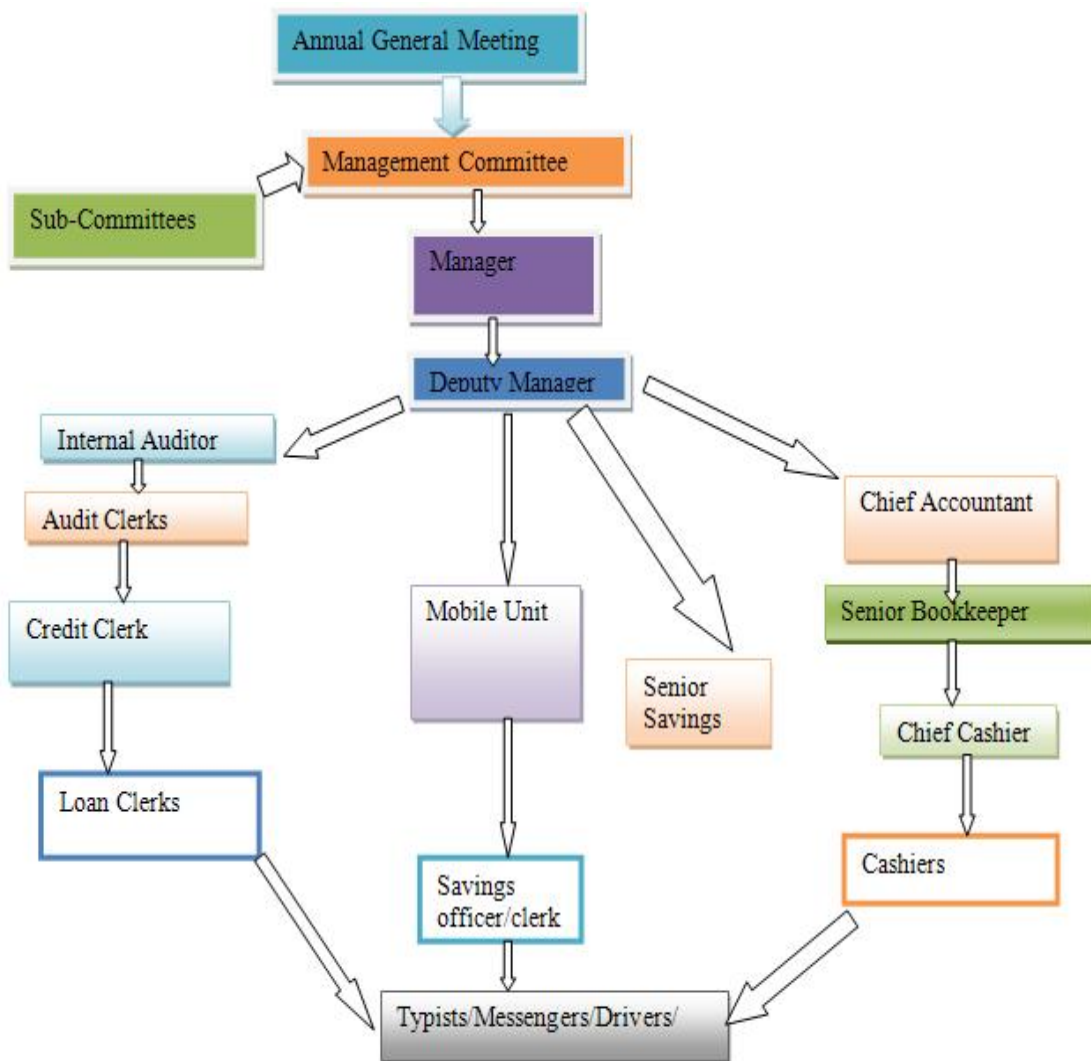 Annual General Meeting
Management Committee
Sub-Committees
Manager
Deputy Manager
Internal Auditor
Audit Clerks
Chief Accountant
Credit Clerk
Mobile Unit
Senior Bookkeeper
Senior
Savings
Chief Cashier
Loan Clerks
Savings
officer/clerk
Cashiers
Typists/Messengers/Drivers/